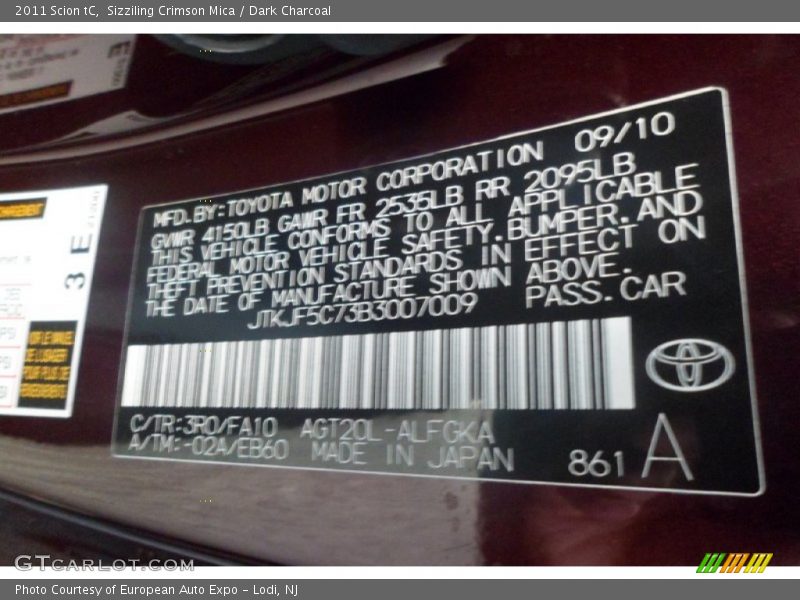 2011 Scion tC, Sizziling Crimson Mica / Dark Charcoal
MFD.BY:TOYOTA MOTOR CORPORATION 09/10
GVWR 4150LB GAWR FR 2535LB RR 2095LB
THIS VEHICLE CONFORMS TO ALL APPLICABLE
FEDERAL MOTOR VEHICLE SAFETY,BUMPER,AND
THEFT PREVENTION STANDARDS IN EFFECT ON
THE DATE OF MANUFACTURE SHOWN ABOVE.
JTKJF5C73B3007009 PASS.CAR
C/TR:3R0/FA10 AGT20L-ALFGKA
A/TM:-02A/EB60 MADE IN JAPAN 861 A
3 E
GTCARLOT.COM
Photo Courtesy of European Auto Expo - Lodi, NJ